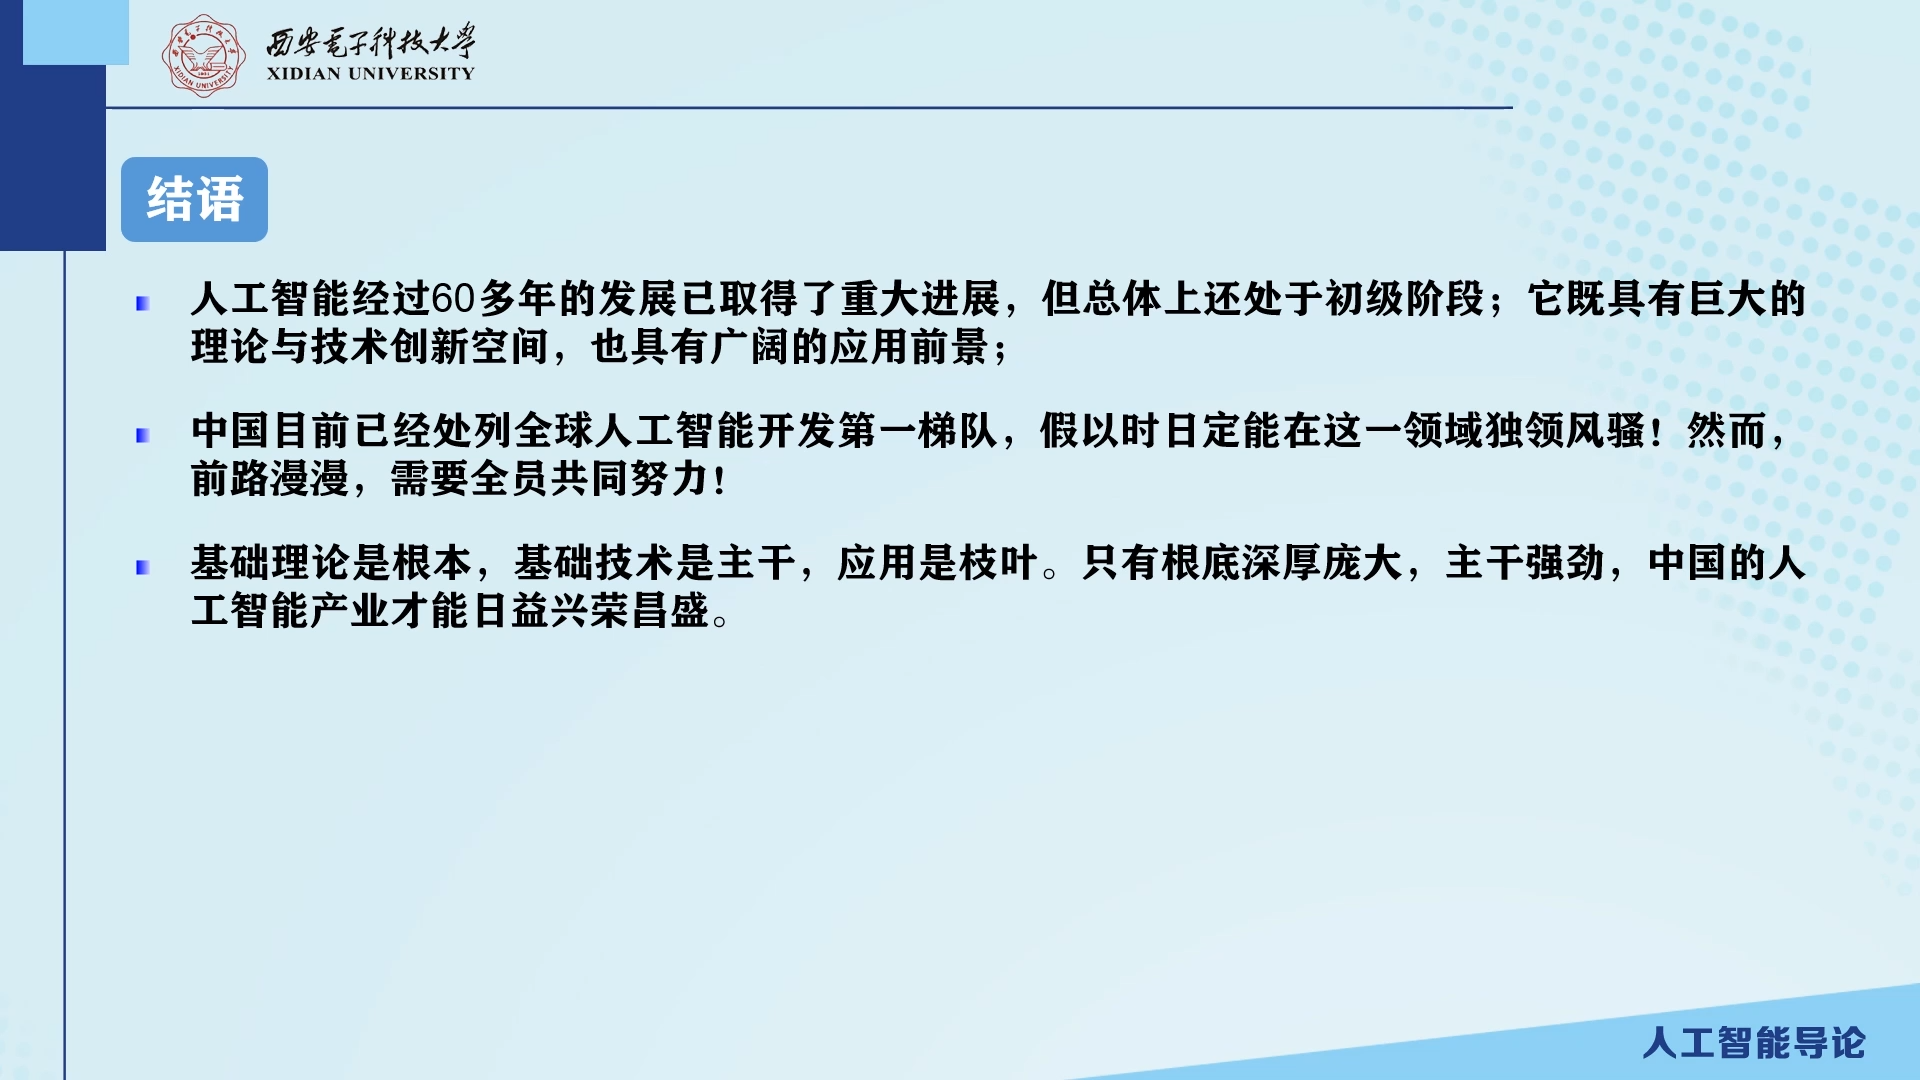 西安電子科技大学
XIDIAN UNIVERSITY
结语
人工智能经过60多年的发展已取得了重大进展，但总体上还处于初级阶段；它既具有巨大的
理论与技术创新空间，也具有广阔的应用前景；
中国目前已经处列全球人工智能开发第一梯队，假以时日定能在这一领域独领风骚！然而，
前路漫漫，需要全员共同努力！
基础理论是根本，基础技术是主干，应用是枝叶。只有根底深厚庞大，主干强劲，中国的人
工智能产业才能日益兴荣昌盛。
人工智能导论